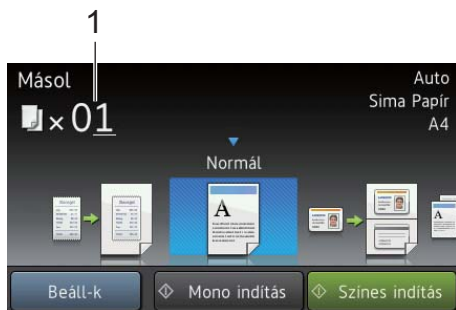 1
Másol
× 01
Auto
Sima Papír
A4
Normál
A
A
Beáll-k
Mono indítás
Színes indítás